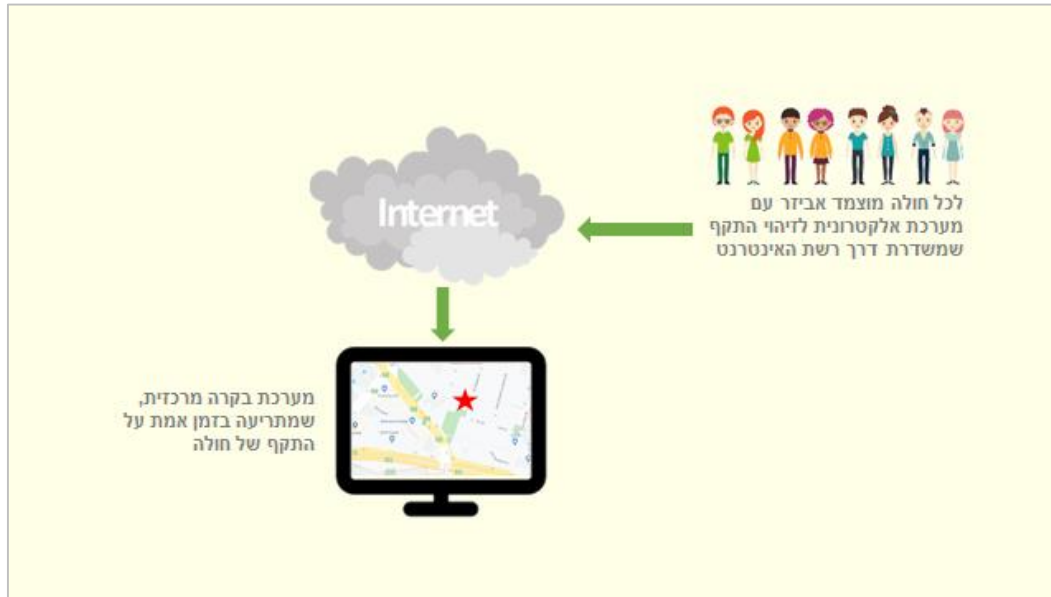 לכל חולה מוצמד אביזר עם
מערכת אלקטרונית לזיהוי התקף
שמשדרת דרך רשת האינטרנט
Internet
מערכת בקרה מרכזית,
שמתריעה בזמן אמת על
התקף של חולה